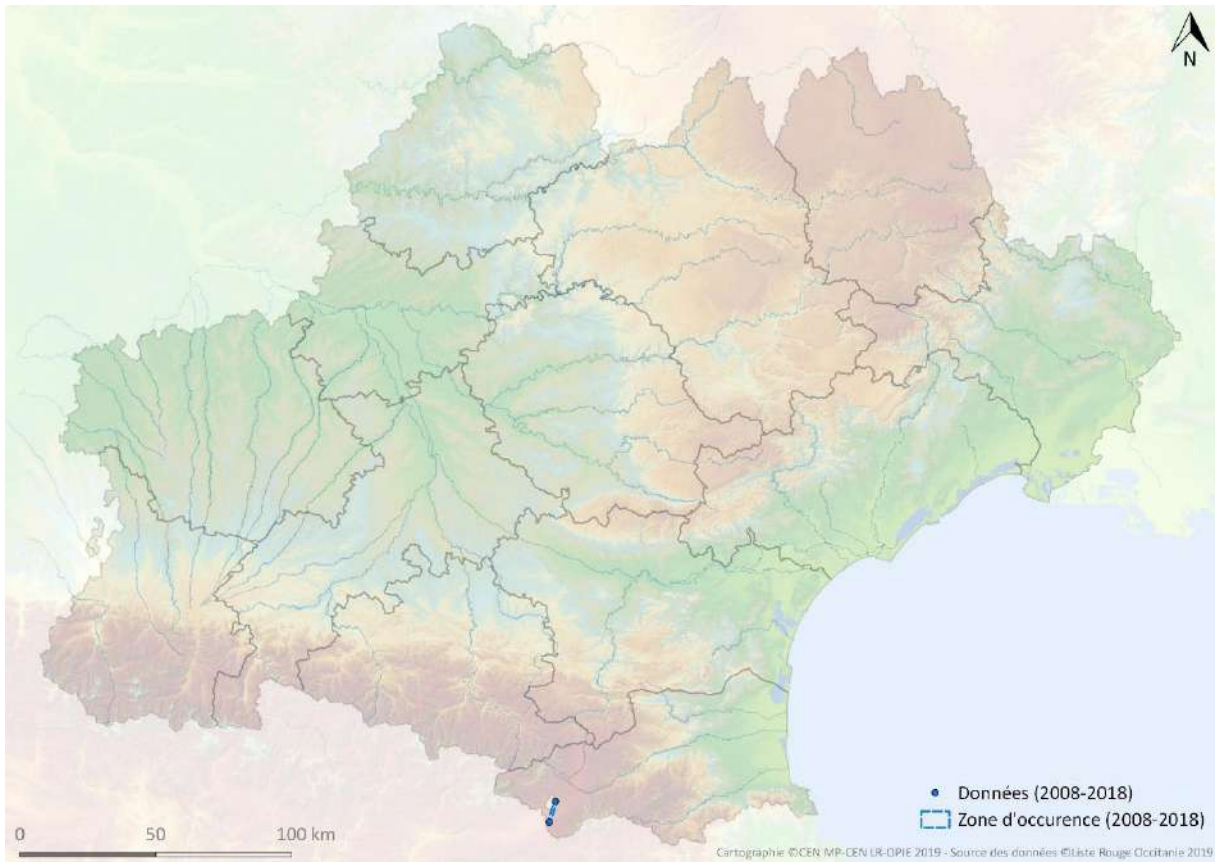 N
Données (2008-2018)
Zone d'occurence (2008-2018)
0 50 100 km
Cartographie ©CEN MP-CEN LR-OPIE 2019 - Source des données ©Liste Rouge Occitanie 2019